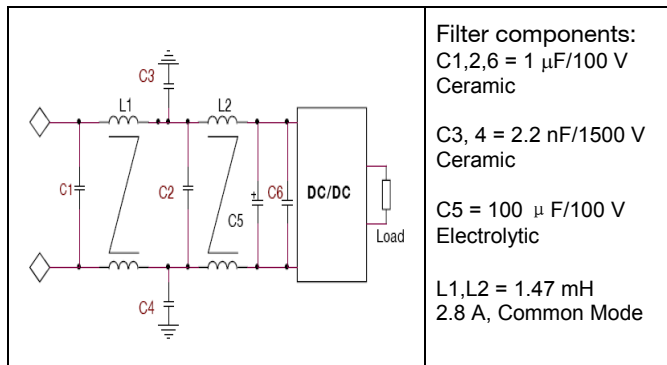 C3
L1
L2
C1
C2
C5
+
C6
DC/DC
Load
C4
Filter components:
C1,2,6 = 1 μF/100 V
Ceramic
C3, 4 = 2.2 nF/1500 V
Ceramic
C5 = 100 μ F/100 V
Electrolytic
L1,L2 = 1.47 mH
2.8 A, Common Mode